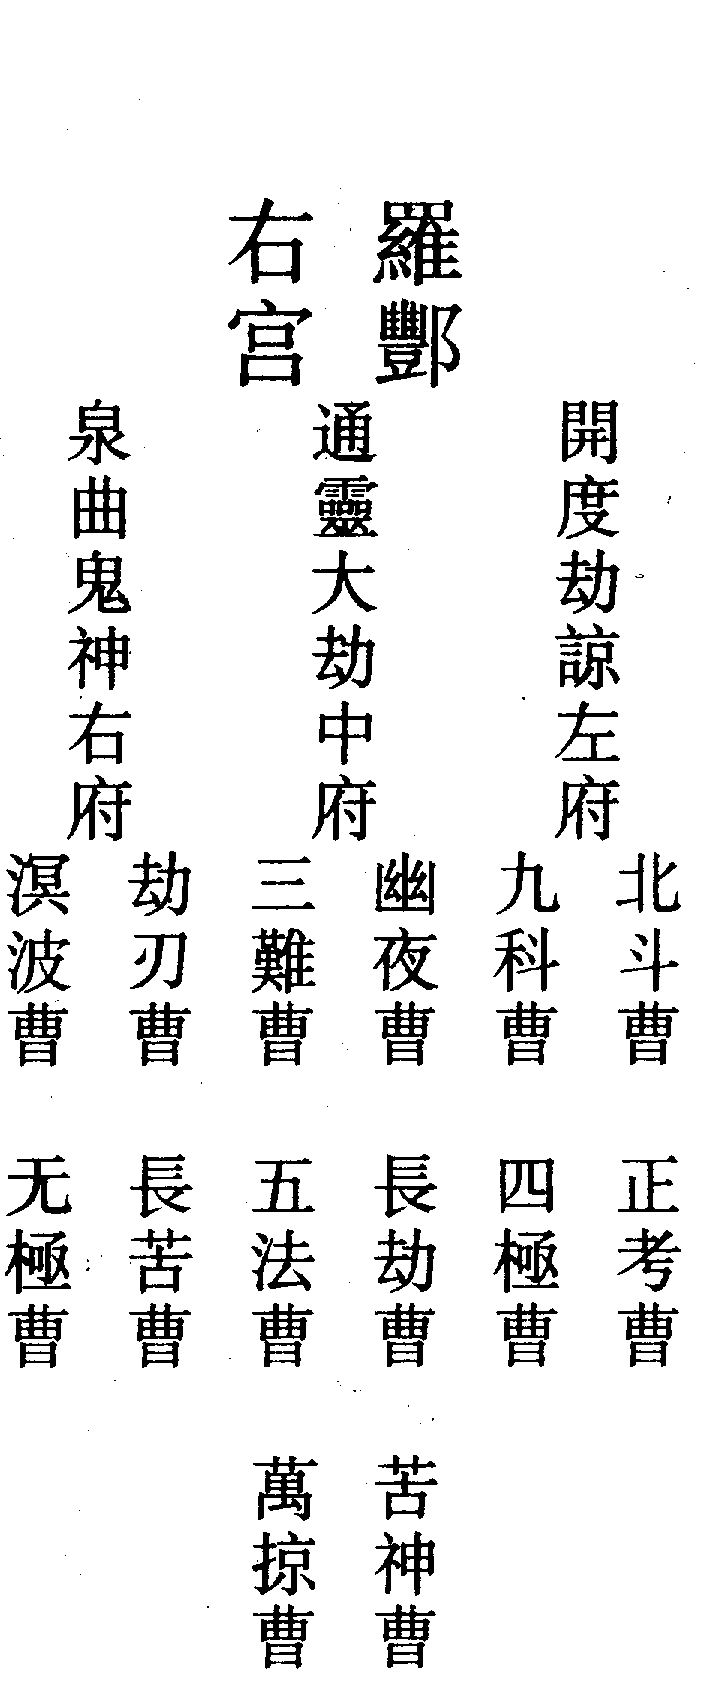 羅酆
右宮
開度劫諒左府
通靈大劫中府
泉曲鬼神右府
北斗曹
九科曹
幽夜曹
三難曹
劫刃曹
溟波曹
正考曹
四極曹
長劫曹
五法曹
長苦曹
无極曹
苦神曹
萬掠曹